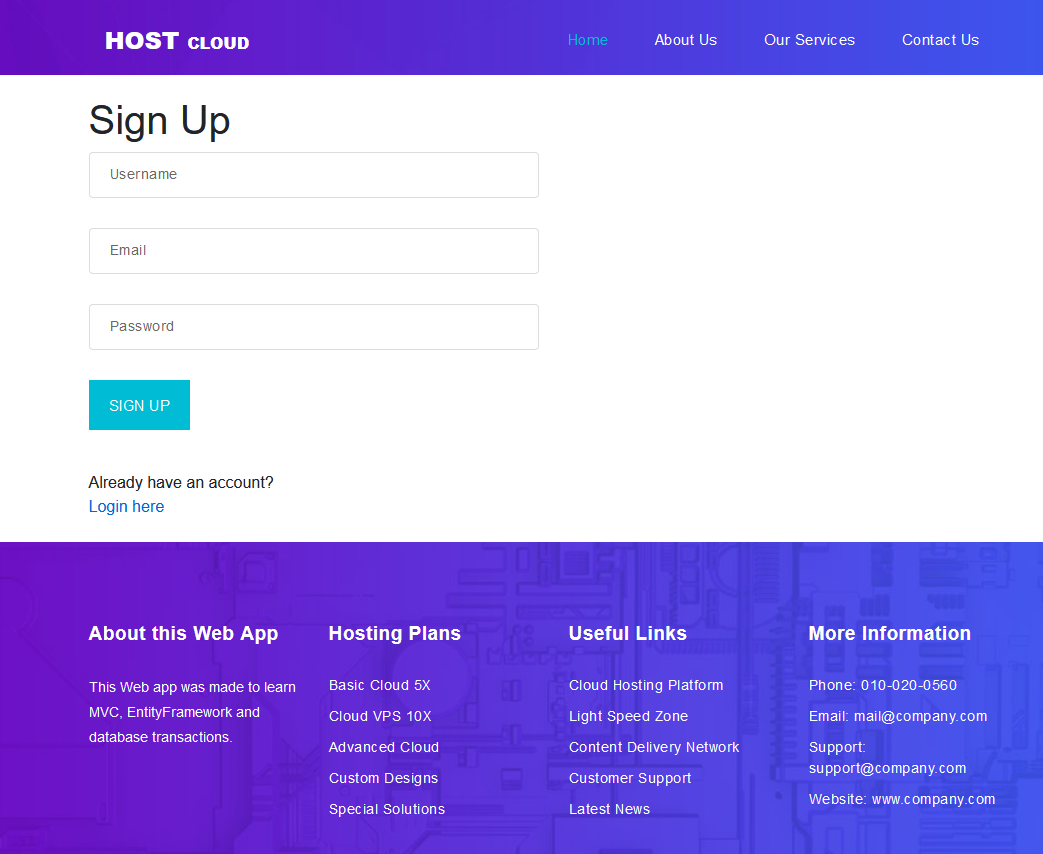 HOST CLOUD
Home About Us Our Services Contact Us
Sign Up
Username
Email
Password
SIGN UP
Already have an account?
Login here
About this Web App
This Web app was made to learn
MVC, EntityFramework and
database transactions.
Hosting Plans
Basic Cloud 5X
Cloud VPS 10X
Advanced Cloud
Custom Designs
Special Solutions
Useful Links
Cloud Hosting Platform
Light Speed Zone
Content Delivery Network
Customer Support
Latest News
More Information
Phone: 010-020-0560
Email: mail@company.com
Support:
support@company.com
Website: www.company.com